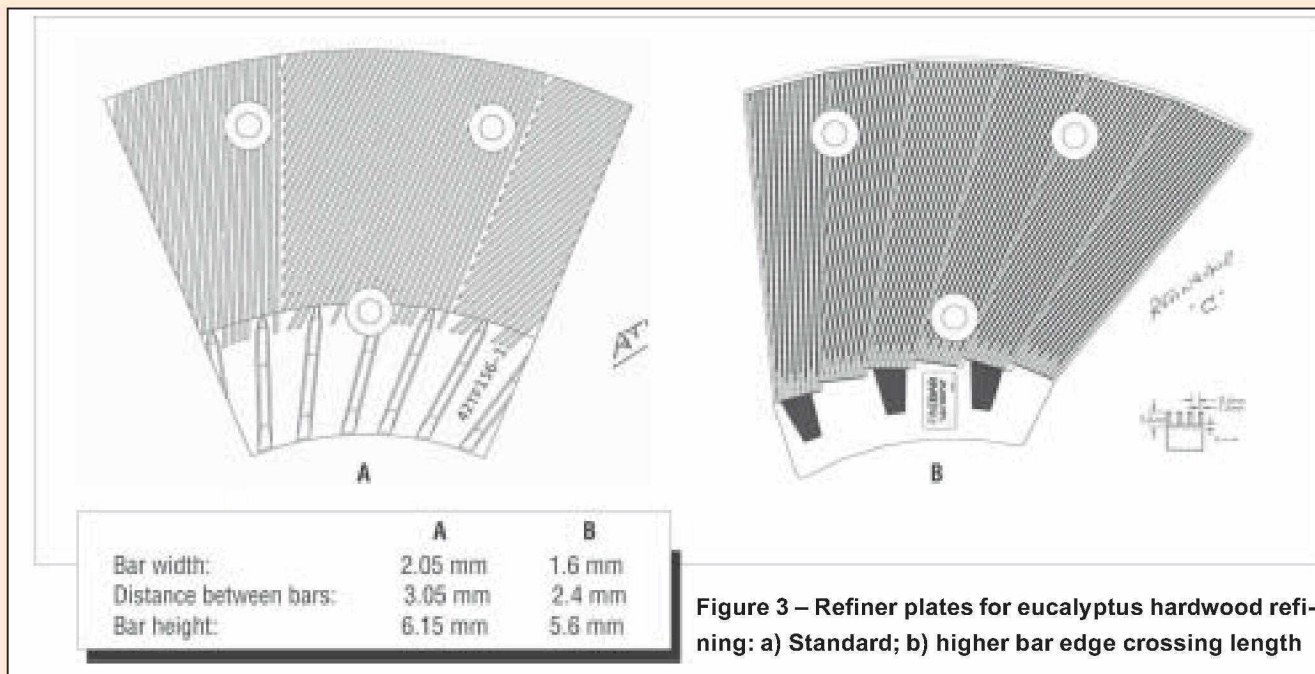 427P156-1
A
B
A B
Bar width: 2.05 mm 1.6 mm
Distance between bars: 3.05 mm 2.4 mm
Bar height: 6.15 mm 5.6 mm
Figure 3 – Refiner plates for eucalyptus hardwood refi-
ning: a) Standard; b) higher bar edge crossing length